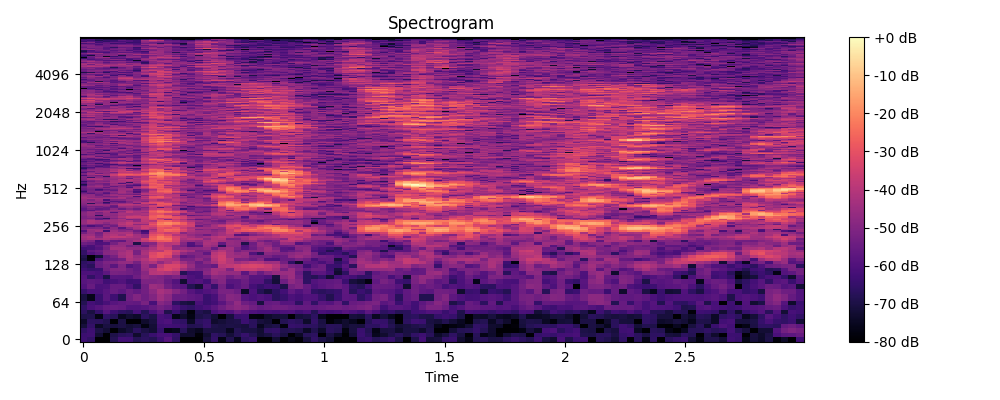 Spectrogram
Hz
4096
2048
1024
512
256
128
64
0
0
0.5
1
1.5
2
2.5
Time
+0 dB
-10 dB
-20 dB
-30 dB
-40 dB
-50 dB
-60 dB
-70 dB
-80 dB